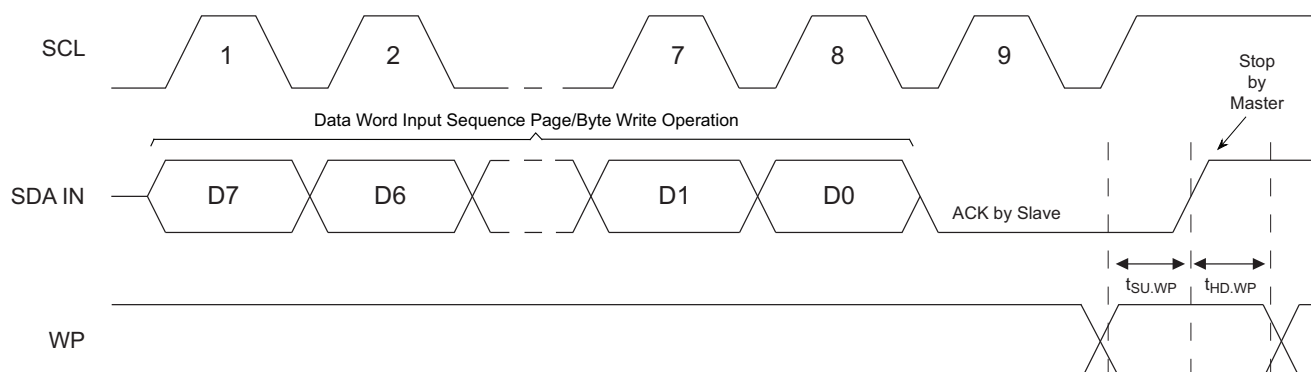 SCL
1
2
7
8
9
Stop
by
Master
Data Word Input Sequence Page/Byte Write Operation
SDA IN
D7
D6
D1
D0
ACK by Slave
tSU.WP
tHD.WP
WP